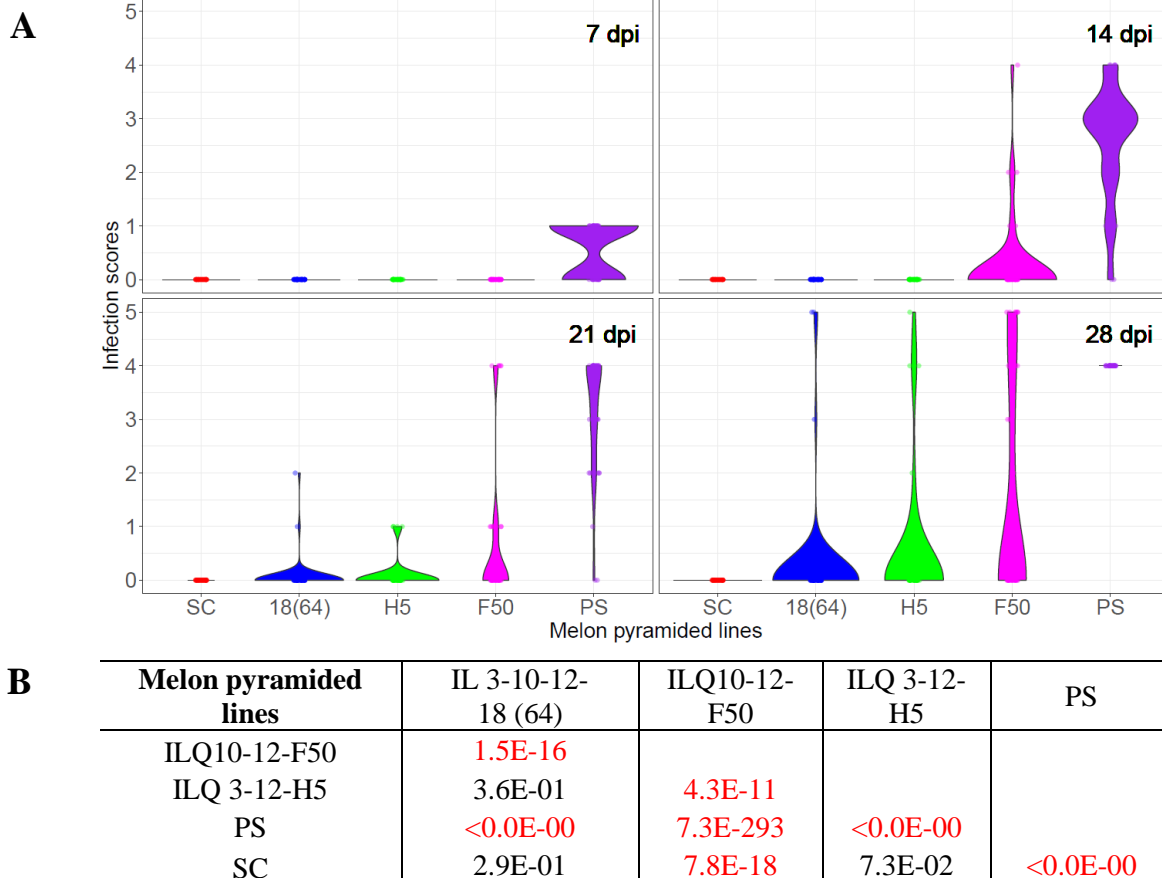 A
7 dpi
14 dpi
5
4
3
2
1
0
Infection scores
21 dpi
28 dpi
5
4
3
2
1
0
SC 18(64) H5 F50 PS
SC 18(64) H5 F50 PS
Melon pyramided lines
B
Melon pyramided lines IL 3-10-12-18 (64) ILQ10-12-F50 ILQ 3-12-H5 PS
ILQ10-12-F50 1.5E-16
ILQ 3-12-H5 3.6E-01 4.3E-11
PS <0.0E-00 7.3E-293 <0.0E-00
SC 2.9E-01 7.8E-18 7.3E-02 <0.0E-00